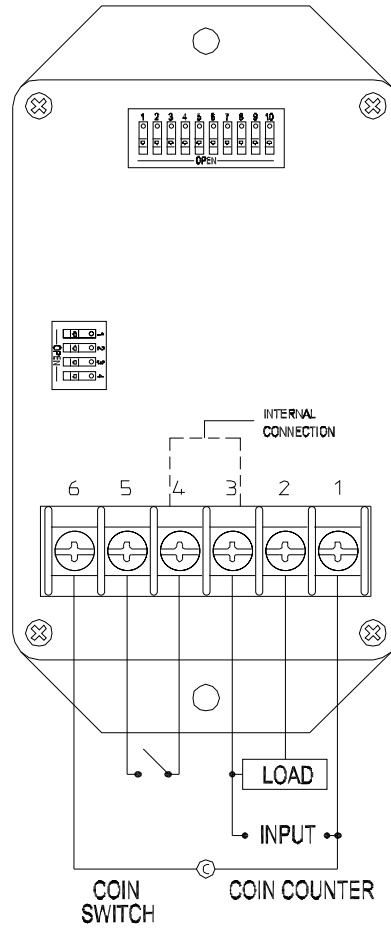 1 2 3 4 5 6 7 8 9 10
OPEN
1
2
3
4
OPEN
INTERNAL
CONNECTION
6 5 4 3 2 1
LOAD
INPUT
C
COIN
SWITCH
COIN COUNTER